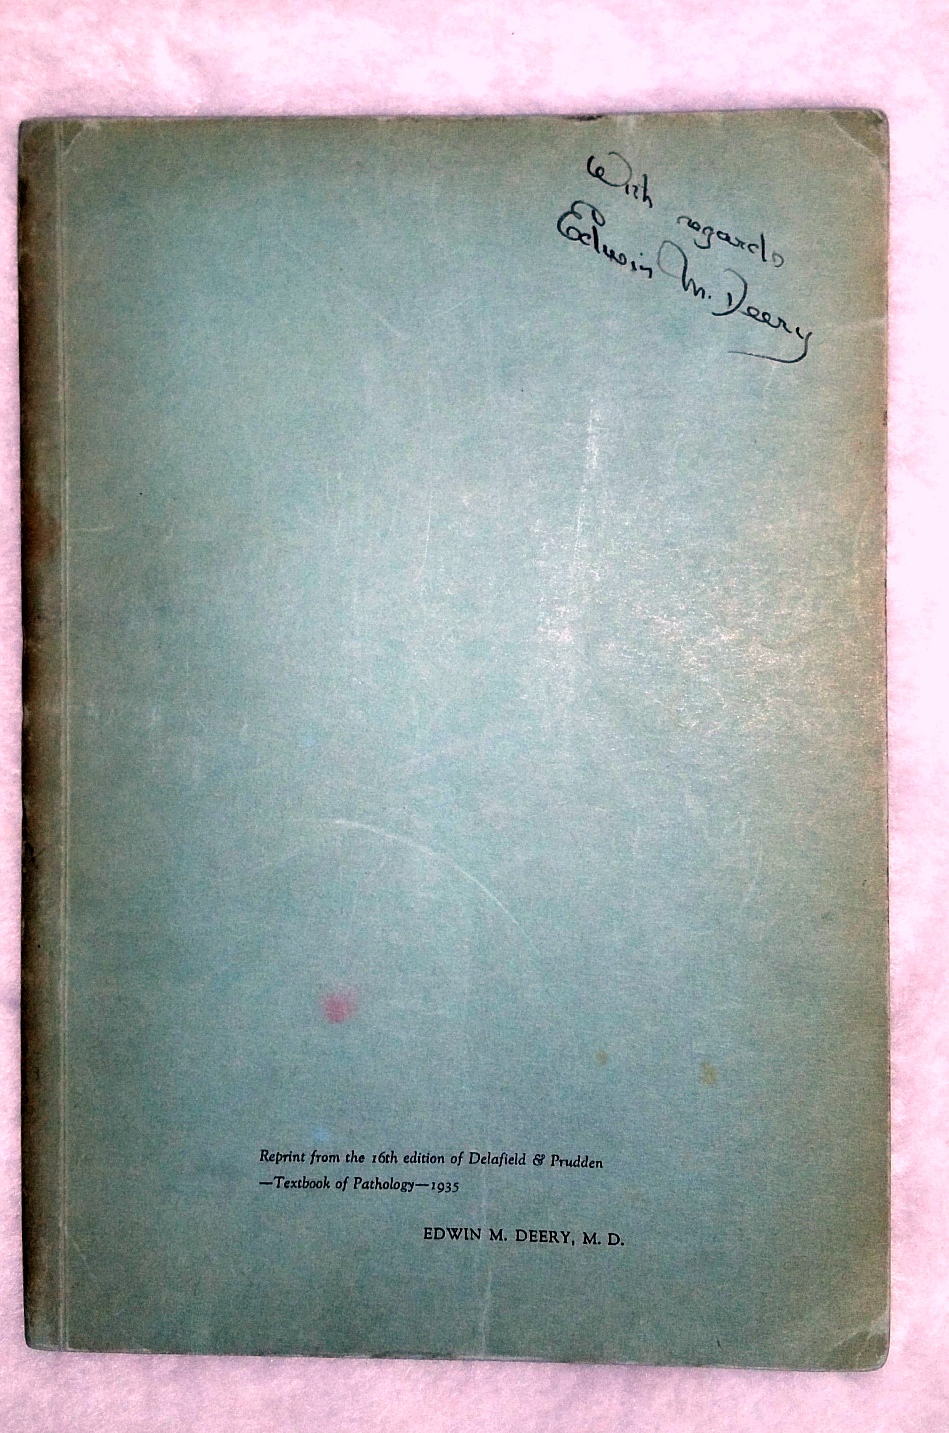 With regards
Edwin M. Deery
Reprint from the 16th edition of Delafield & Prudden
—Textbook of Pathology—1935
EDWIN M. DEERY, M. D.